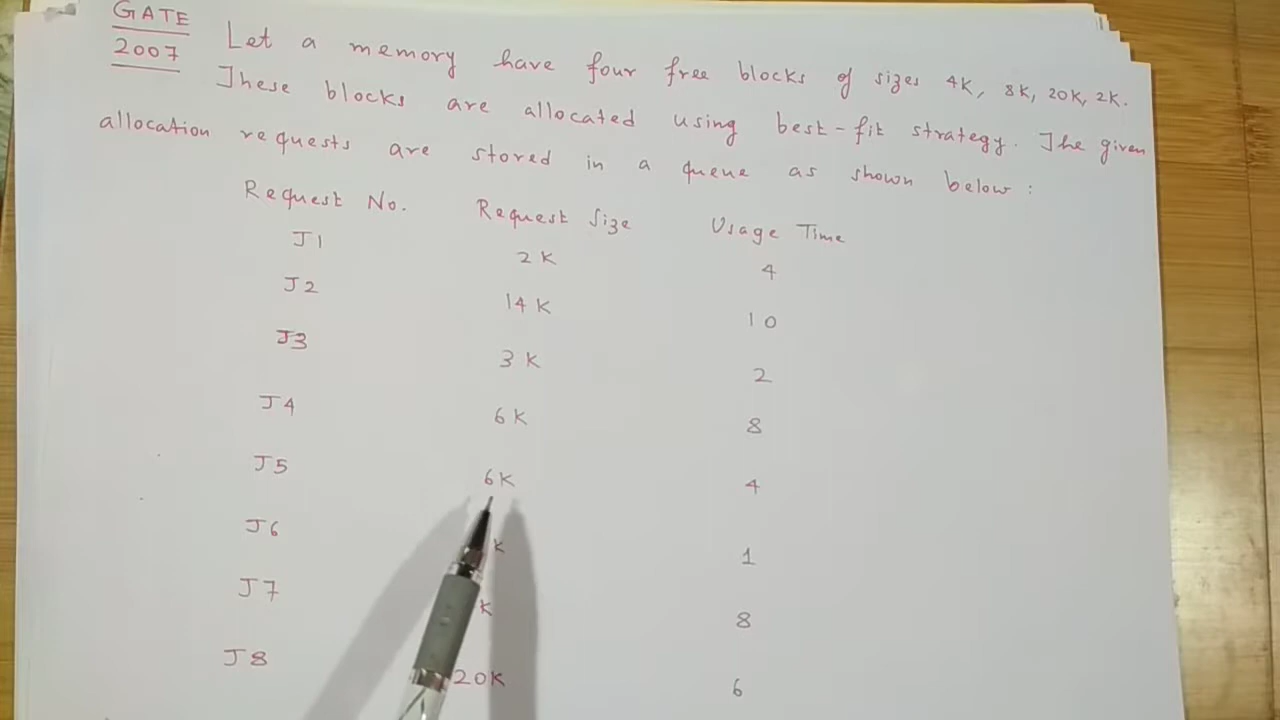 GATE 2007 Let a memory have four free blocks of sizes 4K, 8K, 20K, 2K.
These blocks are allocated using best-fit strategy. The given
allocation requests are stored in a queue as shown below :
Request No. Request Size Usage Time
J1 2K 4
J2 14K 10
J3 3K 2
J4 6K 8
J5 6K 4
J6 K 1
J7 K 8
J8 20K 6